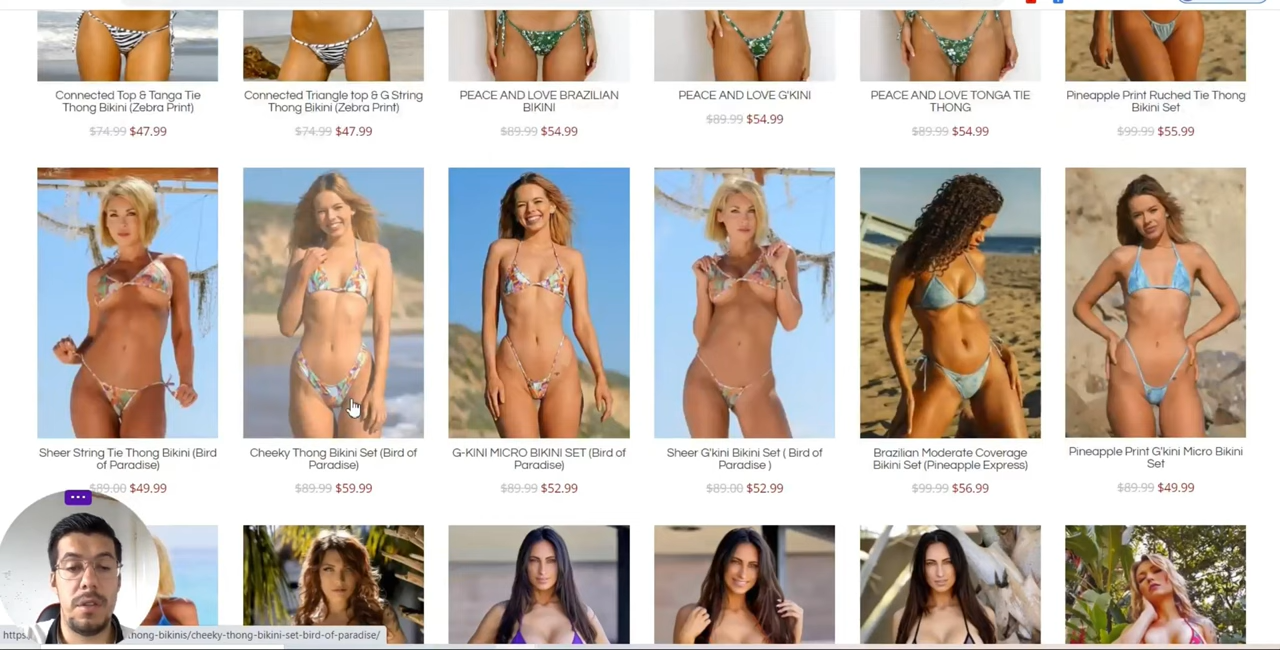 Connected Top & Tanga Tie
Thong Bikini (Zebra Print)
$74.99 $47.99
Connected Triangle top & G String
Thong Bikini (Zebra Print)
$74.99 $47.99
PEACE AND LOVE BRAZILIAN
BIKINI
$89.99 $54.99
PEACE AND LOVE G'KINI
$89.99 $54.99
PEACE AND LOVE TONGA TIE
THONG
$89.99 $54.99
Pineapple Print Ruched Tie Thong
Bikini Set
$99.99 $55.99
Sheer String Tie Thong Bikini (Bird
of Paradise)
$89.00 $49.99
Cheeky Thong Bikini Set (Bird of
Paradise)
$89.99 $59.99
G-KINI MICRO BIKINI SET (Bird of
Paradise)
$89.99 $52.99
Sheer G'kini Bikini Set ( Bird of
Paradise )
$89.00 $52.99
Brazilian Moderate Coverage
Bikini Set (Pineapple Express)
$99.99 $56.99
Pineapple Print G'kini Micro Bikini
Set
$89.99 $49.99
https hong-bikinis/cheeky-thong-bikini-set-bird-of-paradise/